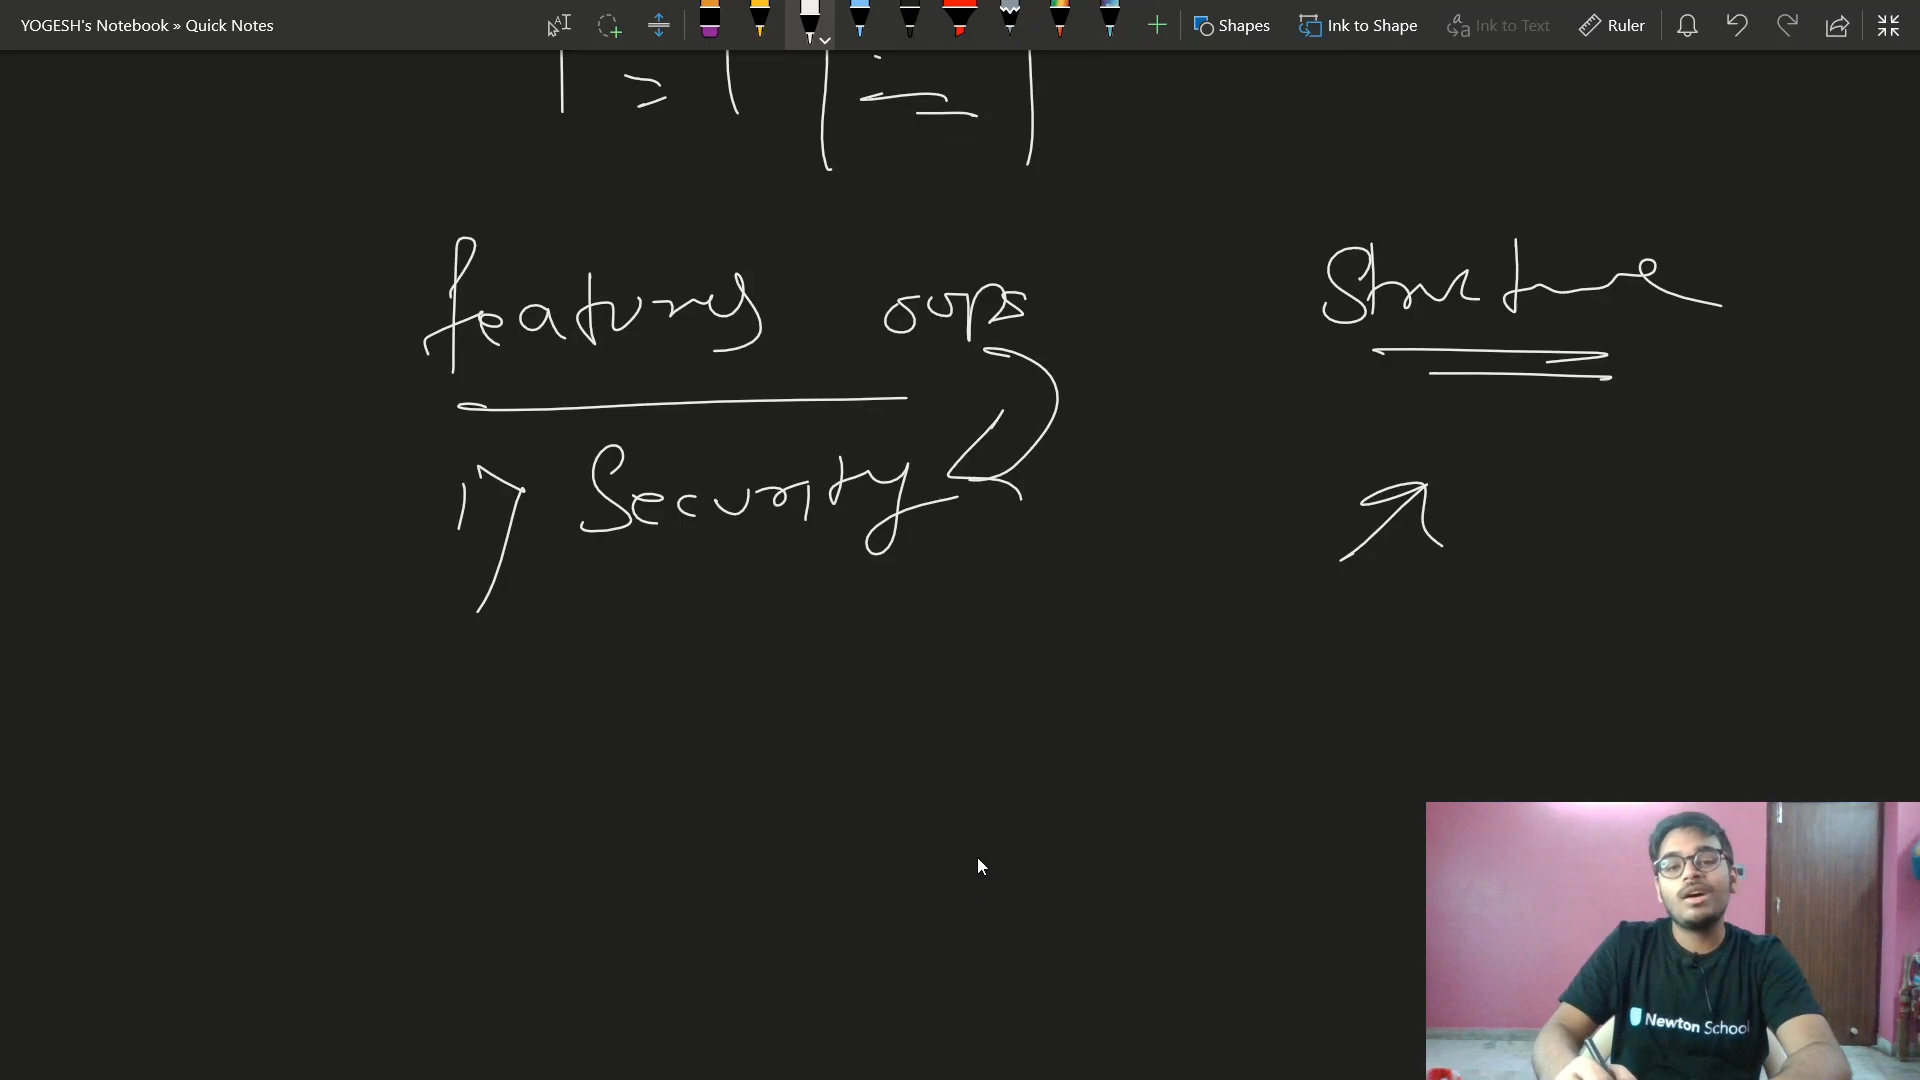 YOGESH's Notebook » Quick Notes
Shapes
Ink to Shape
Ink to Text
Ruler
features oops
Structure
1) Security
Newton School